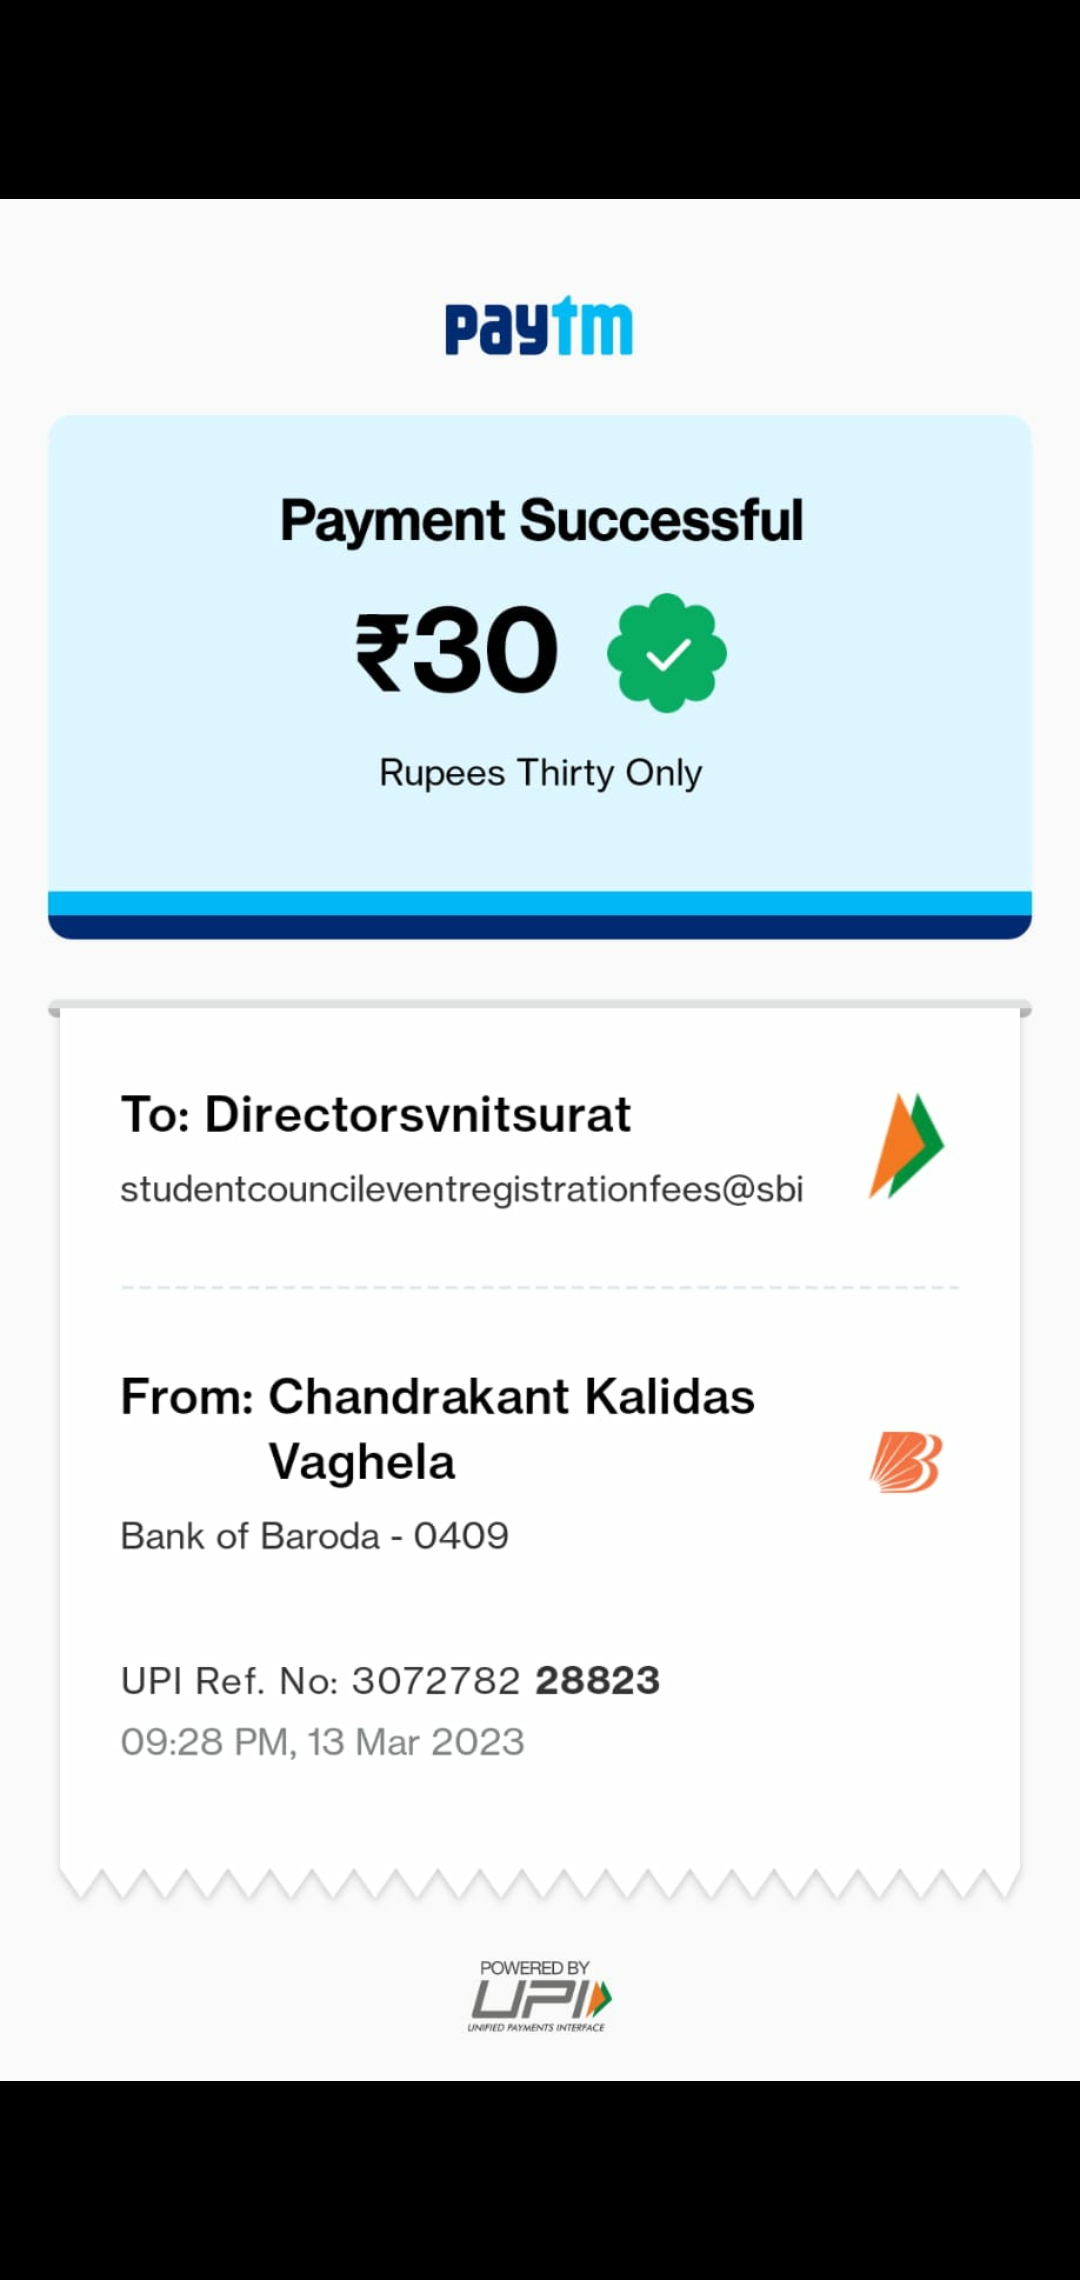 paytm
Payment Successful
₹30
Rupees Thirty Only
To: Directorsvnitsurat
studentcouncileventregistrationfees@sbi
From: Chandrakant Kalidas
Vaghela
Bank of Baroda - 0409
UPI Ref. No: 3072782 28823
09:28 PM, 13 Mar 2023
POWERED BY
UPI
UNIFIED PAYMENTS INTERFACE